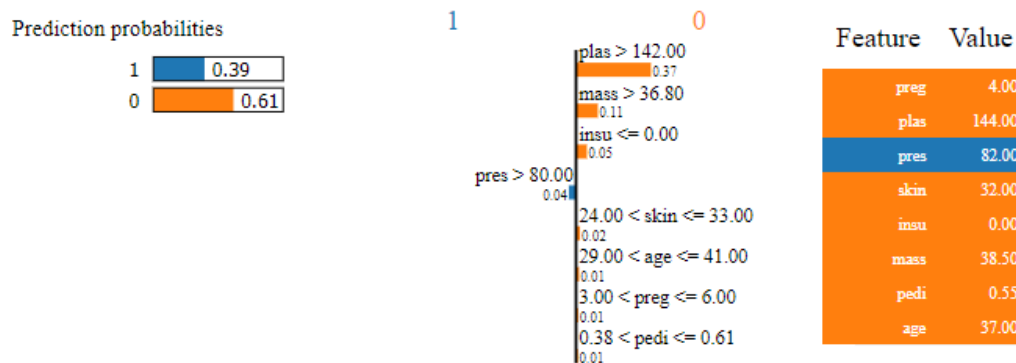 Prediction probabilities
1 0.39
0 0.61
1 0
plas > 142.00
0.37
mass > 36.80
0.11
insu <= 0.00
0.05
pres > 80.00
0.04
24.00 < skin <= 33.00
0.02
29.00 < age <= 41.00
0.01
3.00 < preg <= 6.00
0.01
0.38 < pedi <= 0.61
0.01
Feature Value
preg 4.00
plas 144.00
pres 82.00
skin 32.00
insu 0.00
mass 38.50
pedi 0.55
age 37.00